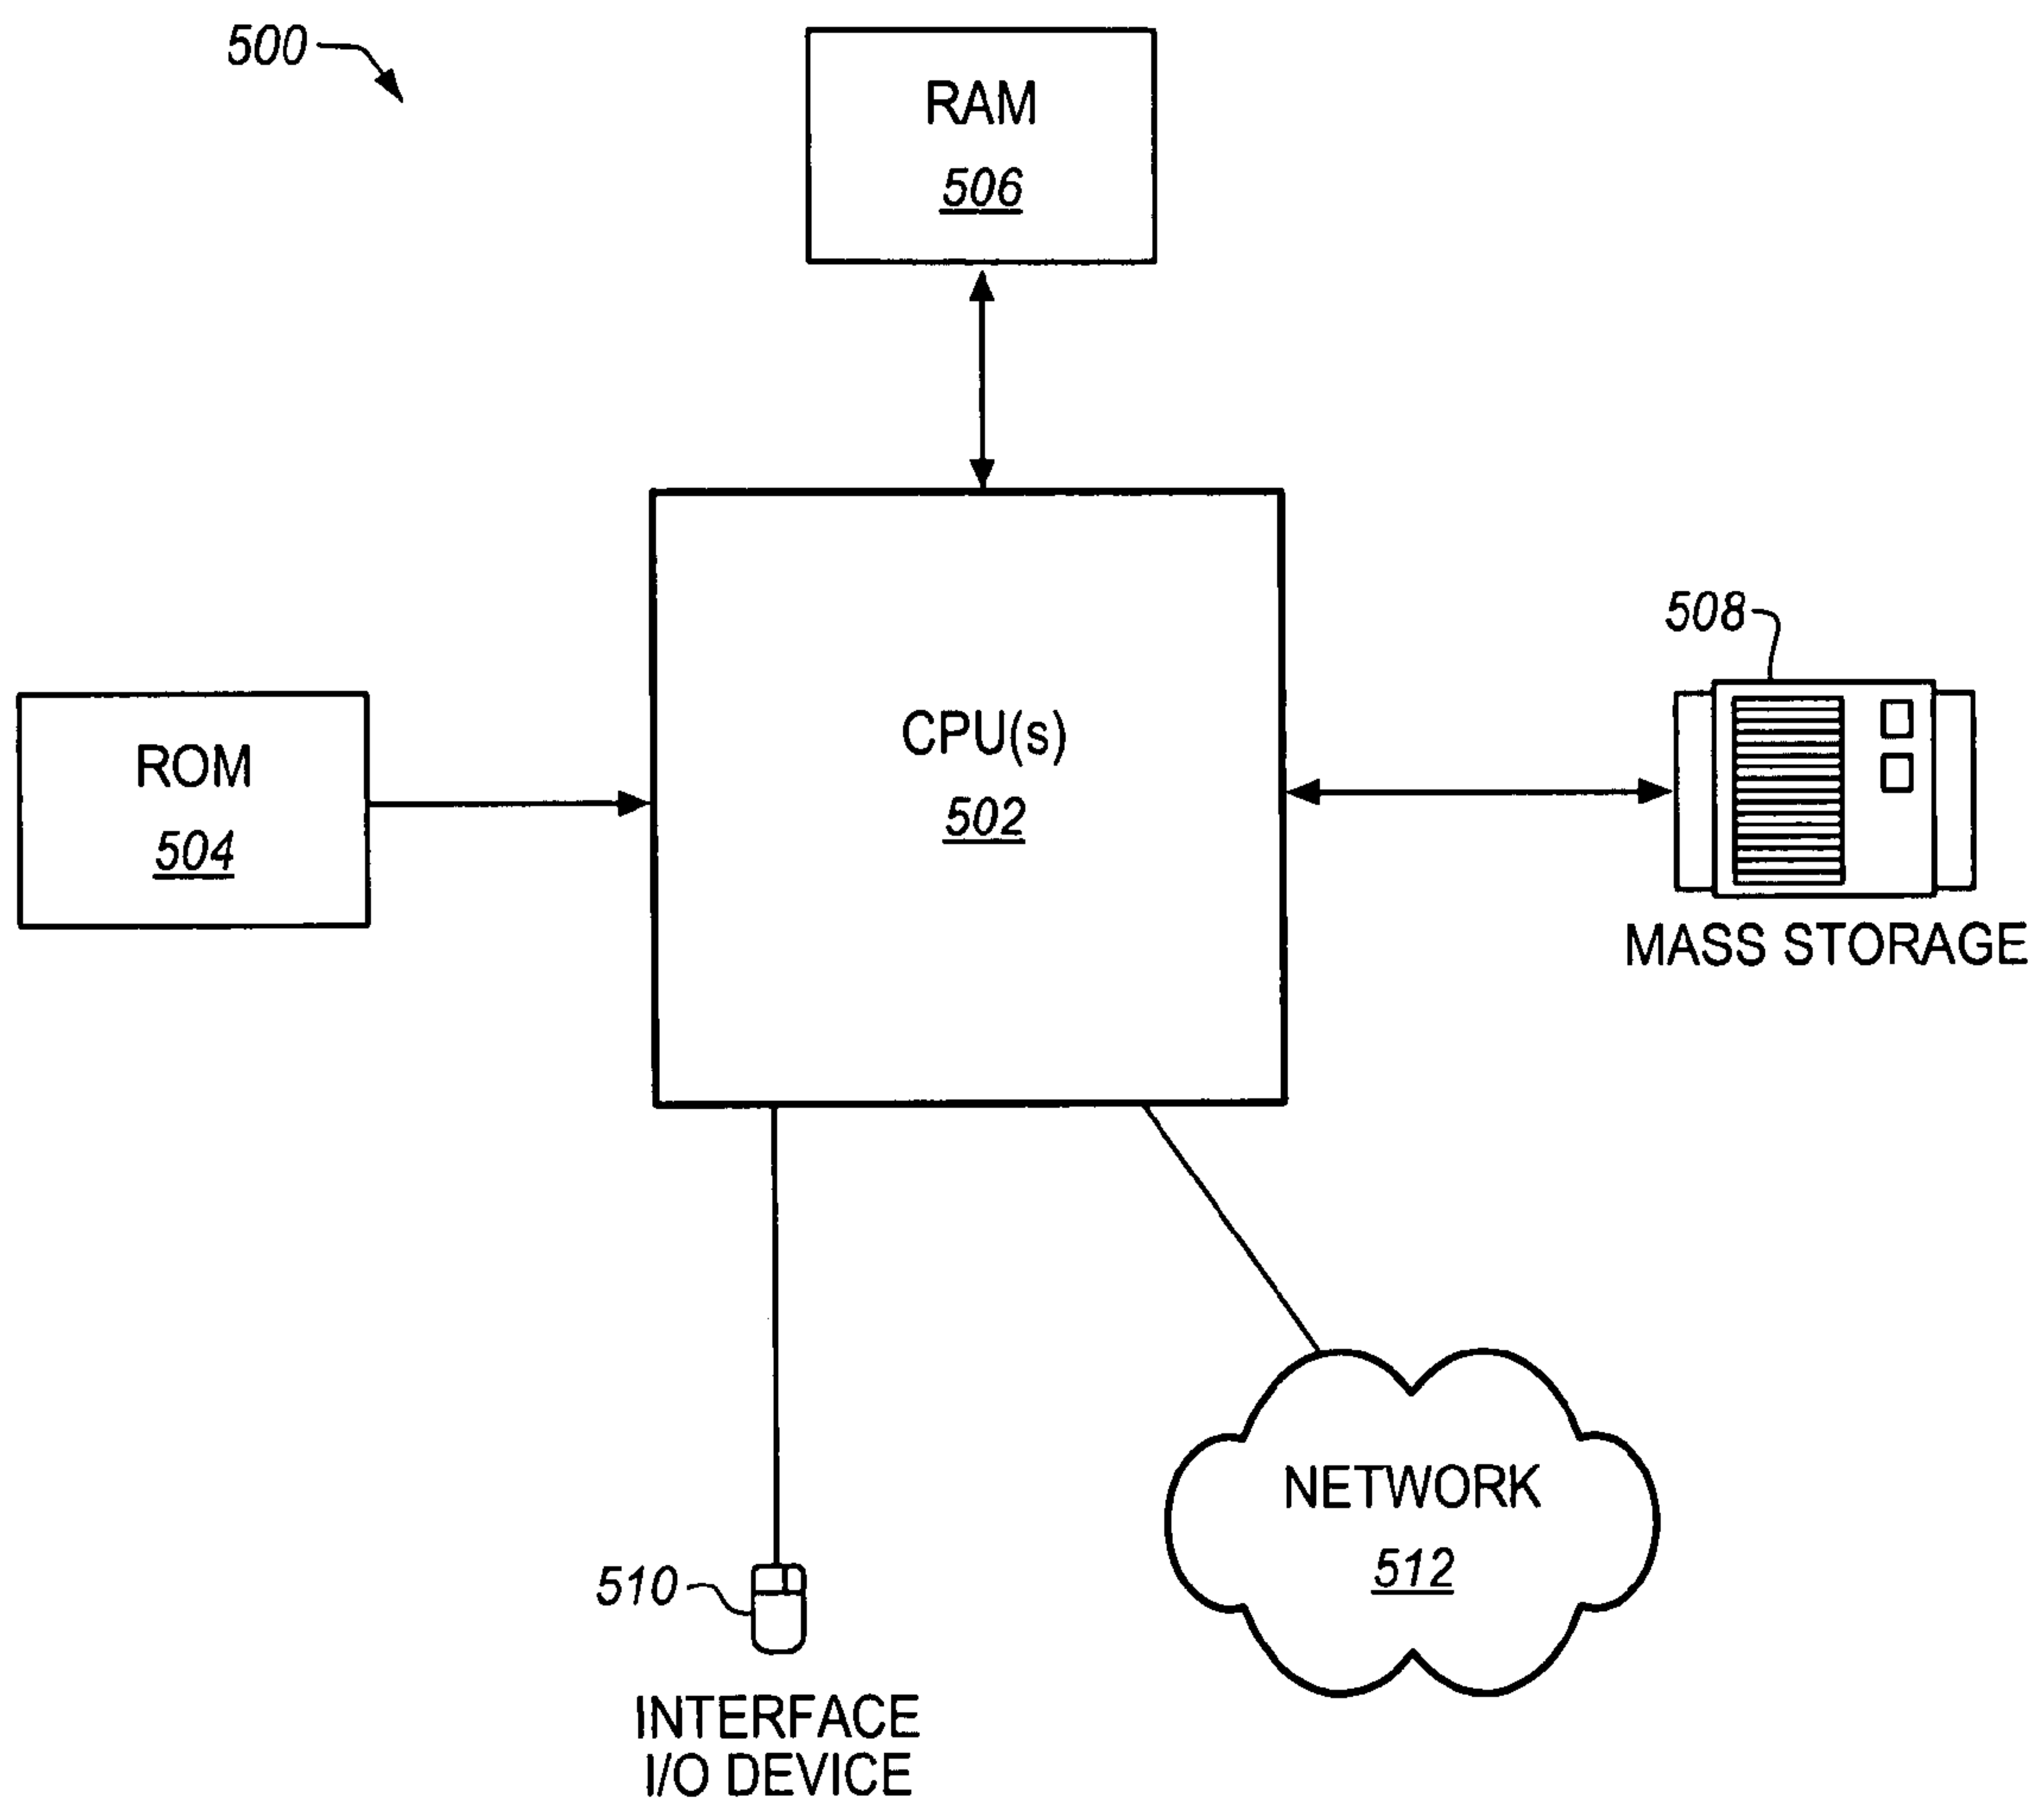 500
RAM
506
508
CPU(s)
502
ROM
504
MASS STORAGE
NETWORK
512
510
INTERFACE
I/O DEVICE